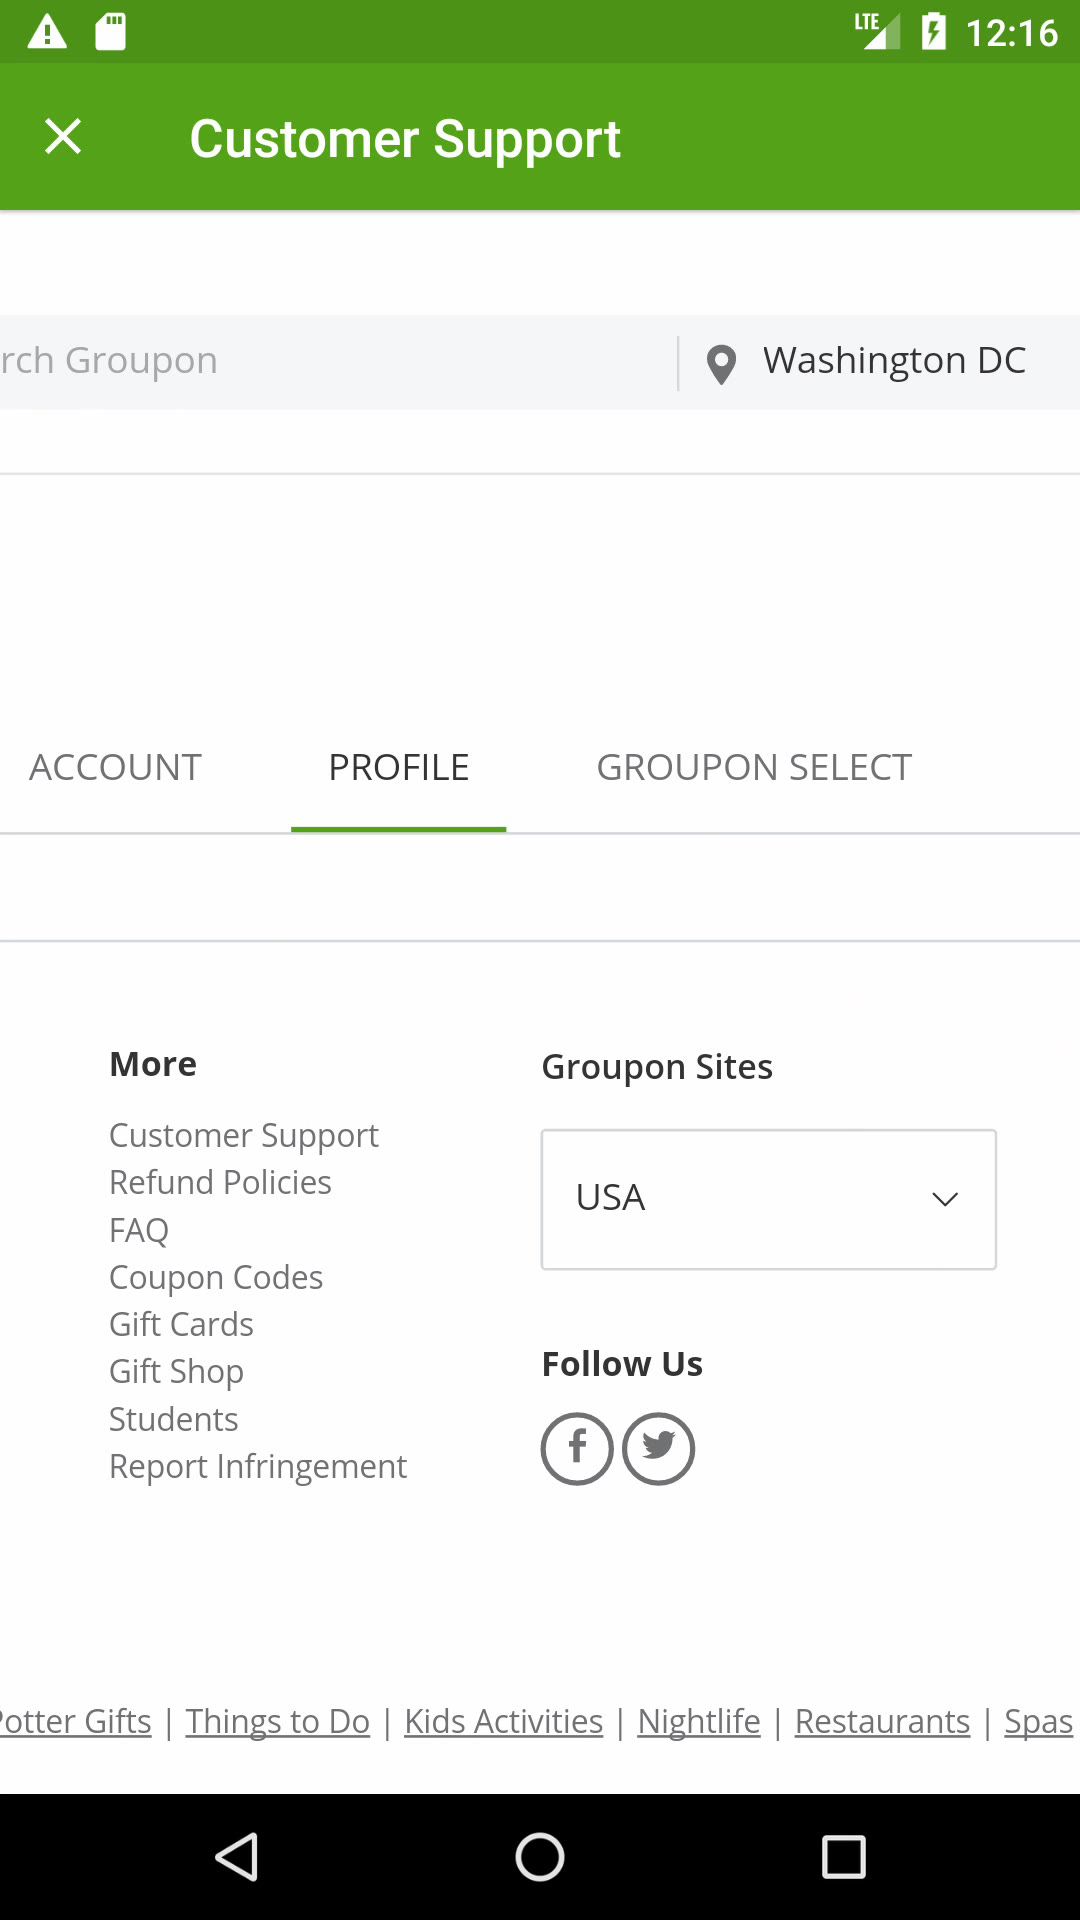 LTE 12:16
Customer Support
rch Groupon Washington DC
ACCOUNT PROFILE GROUPON SELECT
More
Customer Support
Refund Policies
FAQ
Coupon Codes
Gift Cards
Gift Shop
Students
Report Infringement
Groupon Sites
USA
Follow Us
Potter Gifts | Things to Do | Kids Activities | Nightlife | Restaurants | Spas